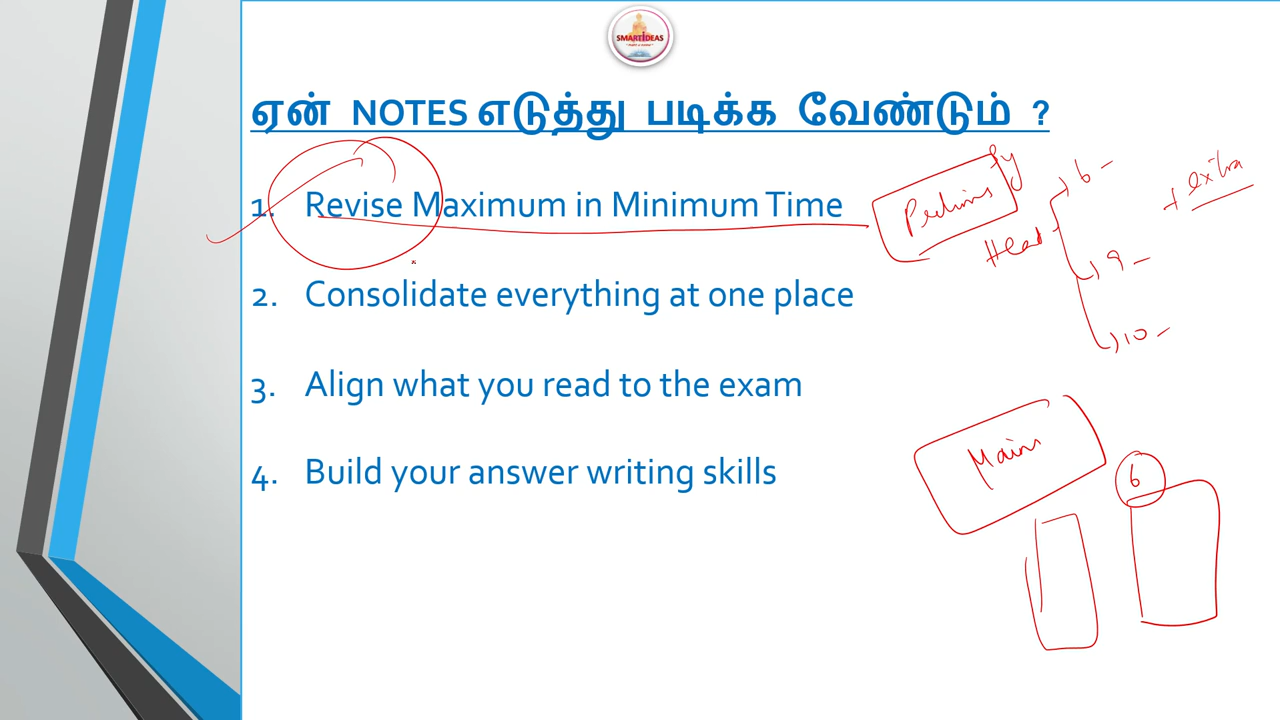 SMART IDEAS
ஏன் NOTES எடுத்து படிக்க வேண்டும் ?
1. Revise Maximum in Minimum Time
2. Consolidate everything at one place
3. Align what you read to the exam
4. Build your answer writing skills
Prelims
Head
6
9
10
+ extra
Mains
6